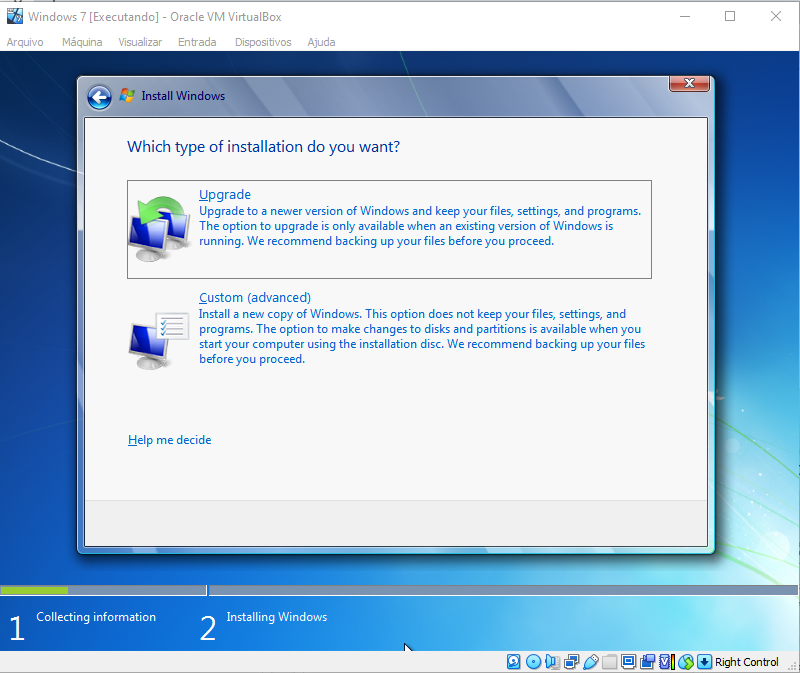 Windows 7 [Executando] - Oracle VM VirtualBox
Arquivo Máquina Visualizar Entrada Dispositivos Ajuda
Install Windows
Which type of installation do you want?
Upgrade
Upgrade to a newer version of Windows and keep your files, settings, and programs.
The option to upgrade is only available when an existing version of Windows is
running. We recommend backing up your files before you proceed.
Custom (advanced)
Install a new copy of Windows. This option does not keep your files, settings, and
programs. The option to make changes to disks and partitions is available when you
start your computer using the installation disc. We recommend backing up your files
before you proceed.
Help me decide
1 Collecting information 2 Installing Windows
Right Control